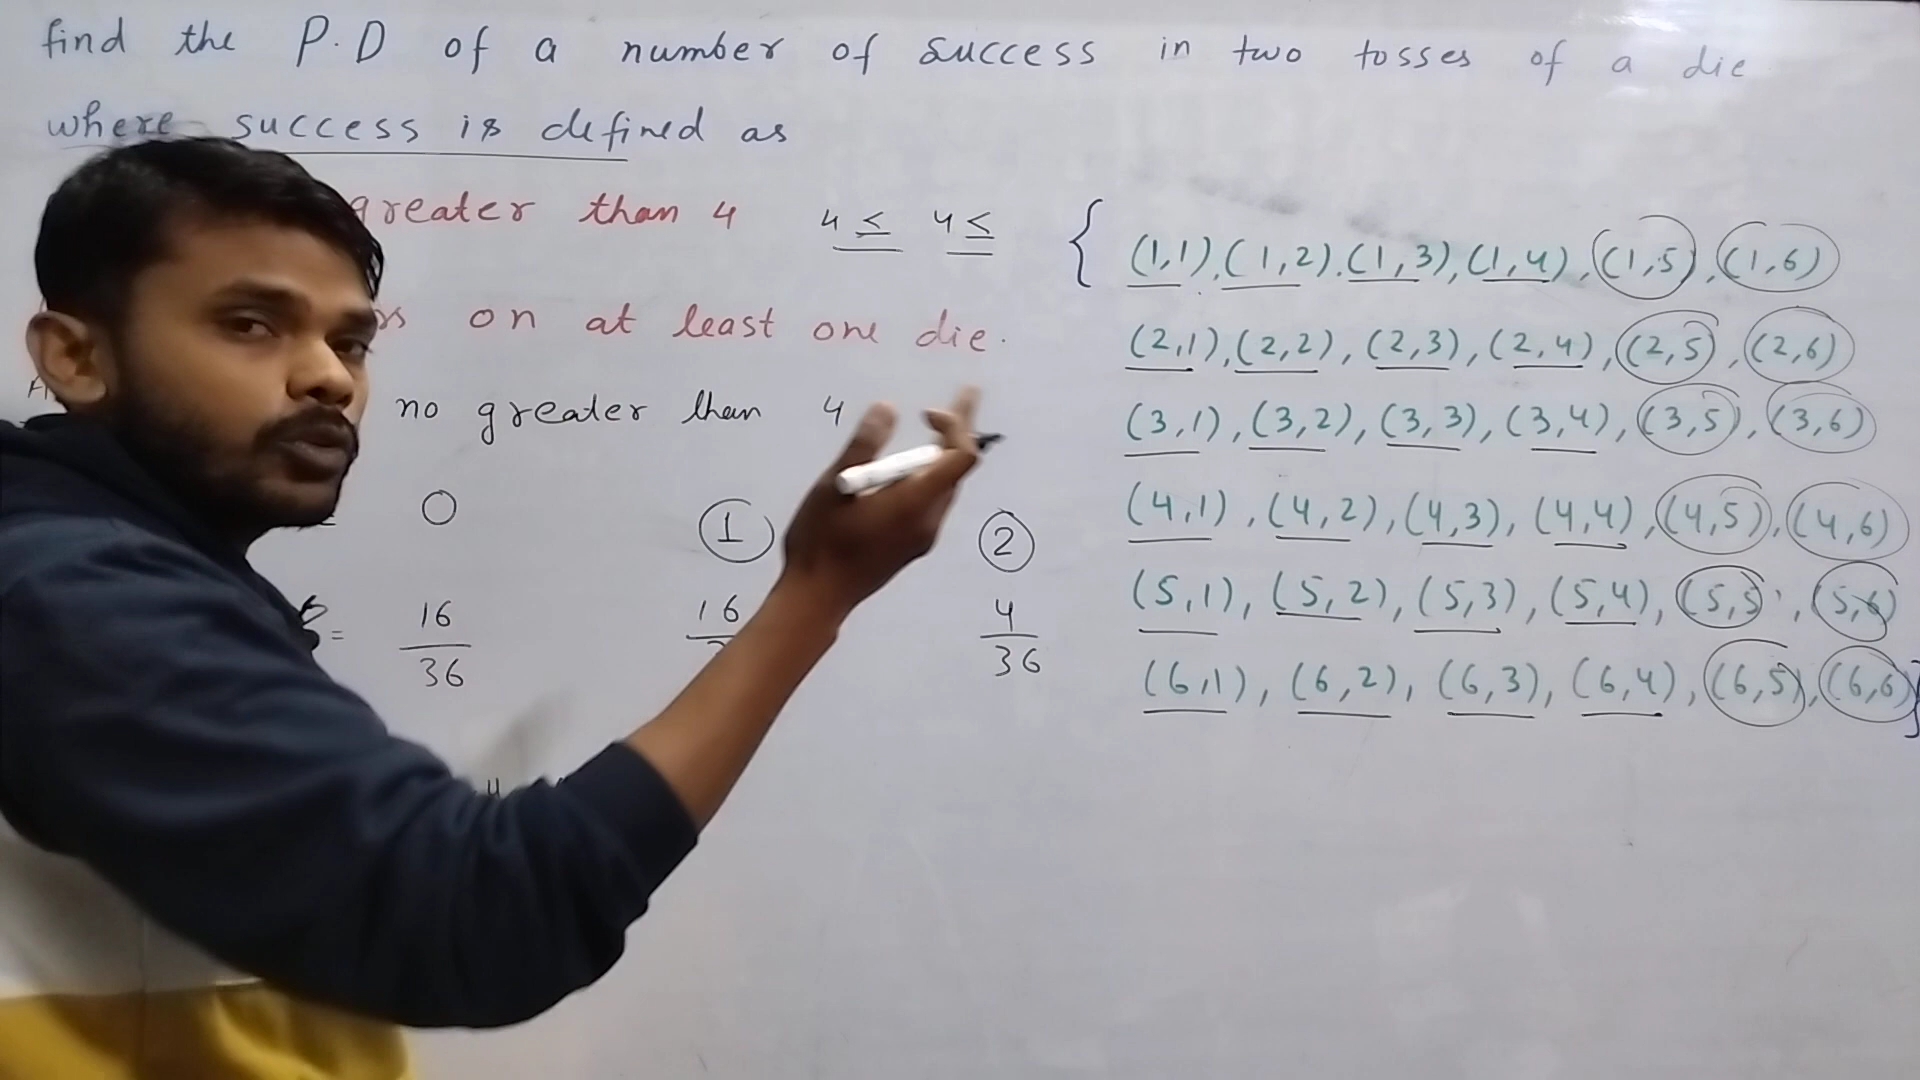 find the P.D of a number of success in two tosses of a die
where success is defined as
greater than 4 4 ≤ 4 ≤
on at least one die.
no greater than 4
0 1 2
= 16/36 16 4/36
{ (1,1), (1,2), (1,3), (1,4), (1,5), (1,6)
(2,1), (2,2), (2,3), (2,4), (2,5), (2,6)
(3,1), (3,2), (3,3), (3,4), (3,5), (3,6)
(4,1), (4,2), (4,3), (4,4), (4,5), (4,6)
(5,1), (5,2), (5,3), (5,4), (5,5), (5,6)
(6,1), (6,2), (6,3), (6,4), (6,5), (6,6) }